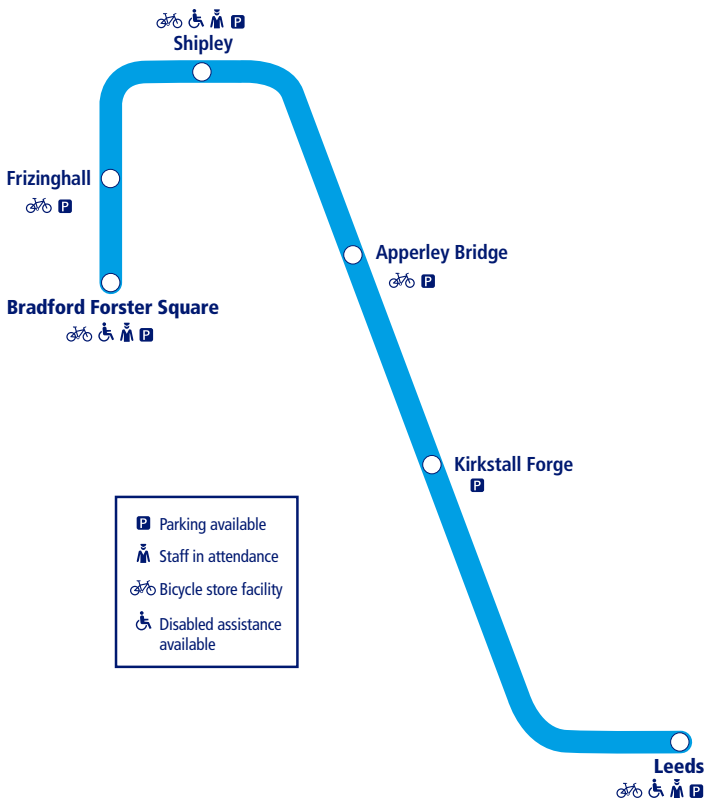 P
Shipley
Frizinghall
P
Apperley Bridge
P
Bradford Forster Square
P
Kirkstall Forge
P
P Parking available
Staff in attendance
Bicycle store facility
Disabled assistance
available
Leeds
P